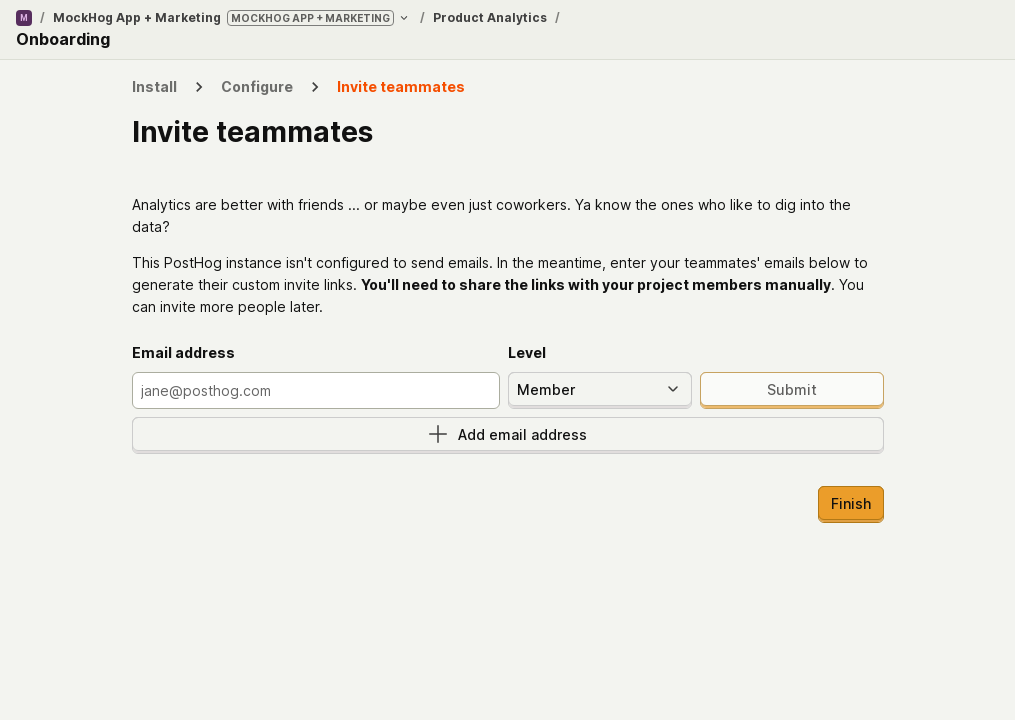 M / MockHog App + Marketing MOCKHOG APP + MARKETING / Product Analytics /
Onboarding
Install Configure Invite teammates
Invite teammates
Analytics are better with friends ... or maybe even just coworkers. Ya know the ones who like to dig into the
data?
This PostHog instance isn't configured to send emails. In the meantime, enter your teammates' emails below to
generate their custom invite links. You'll need to share the links with your project members manually. You
can invite more people later.
Email address Level
jane@posthog.com Member Submit
Add email address
Finish